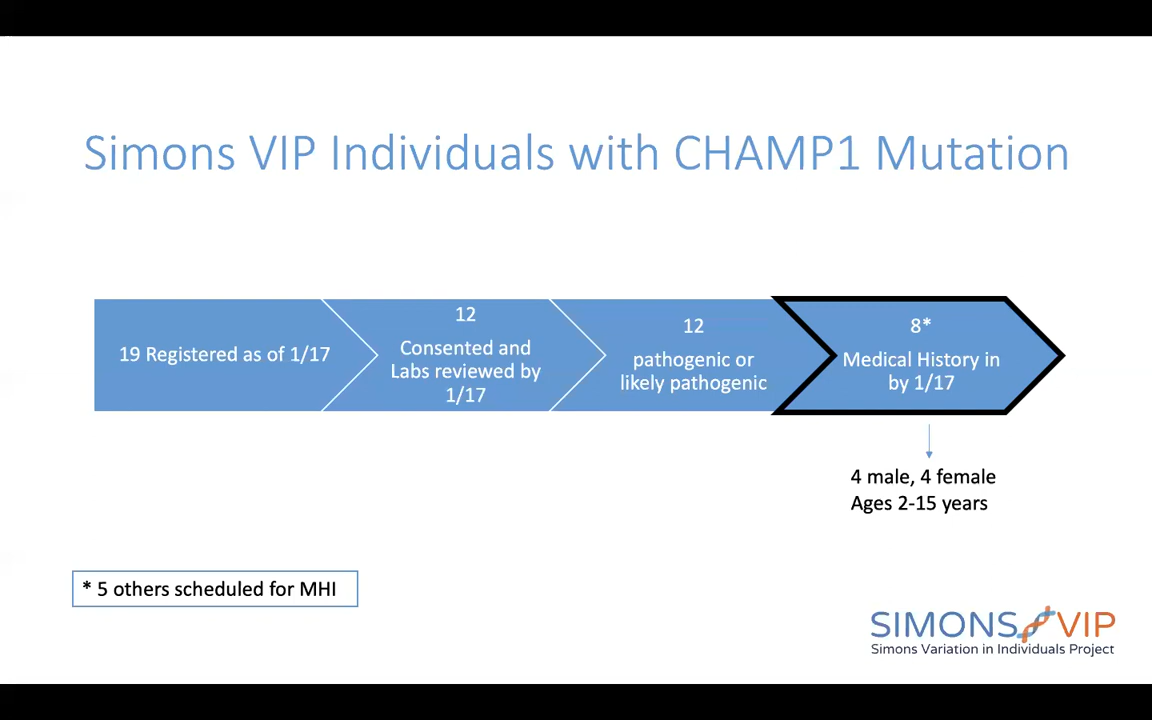 Simons VIP Individuals with CHAMP1 Mutation
19 Registered as of 1/17
12
Consented and
Labs reviewed by
1/17
12
pathogenic or
likely pathogenic
8*
Medical History in
by 1/17
4 male, 4 female
Ages 2-15 years
* 5 others scheduled for MHI
SIMONS VIP
Simons Variation in Individuals Project